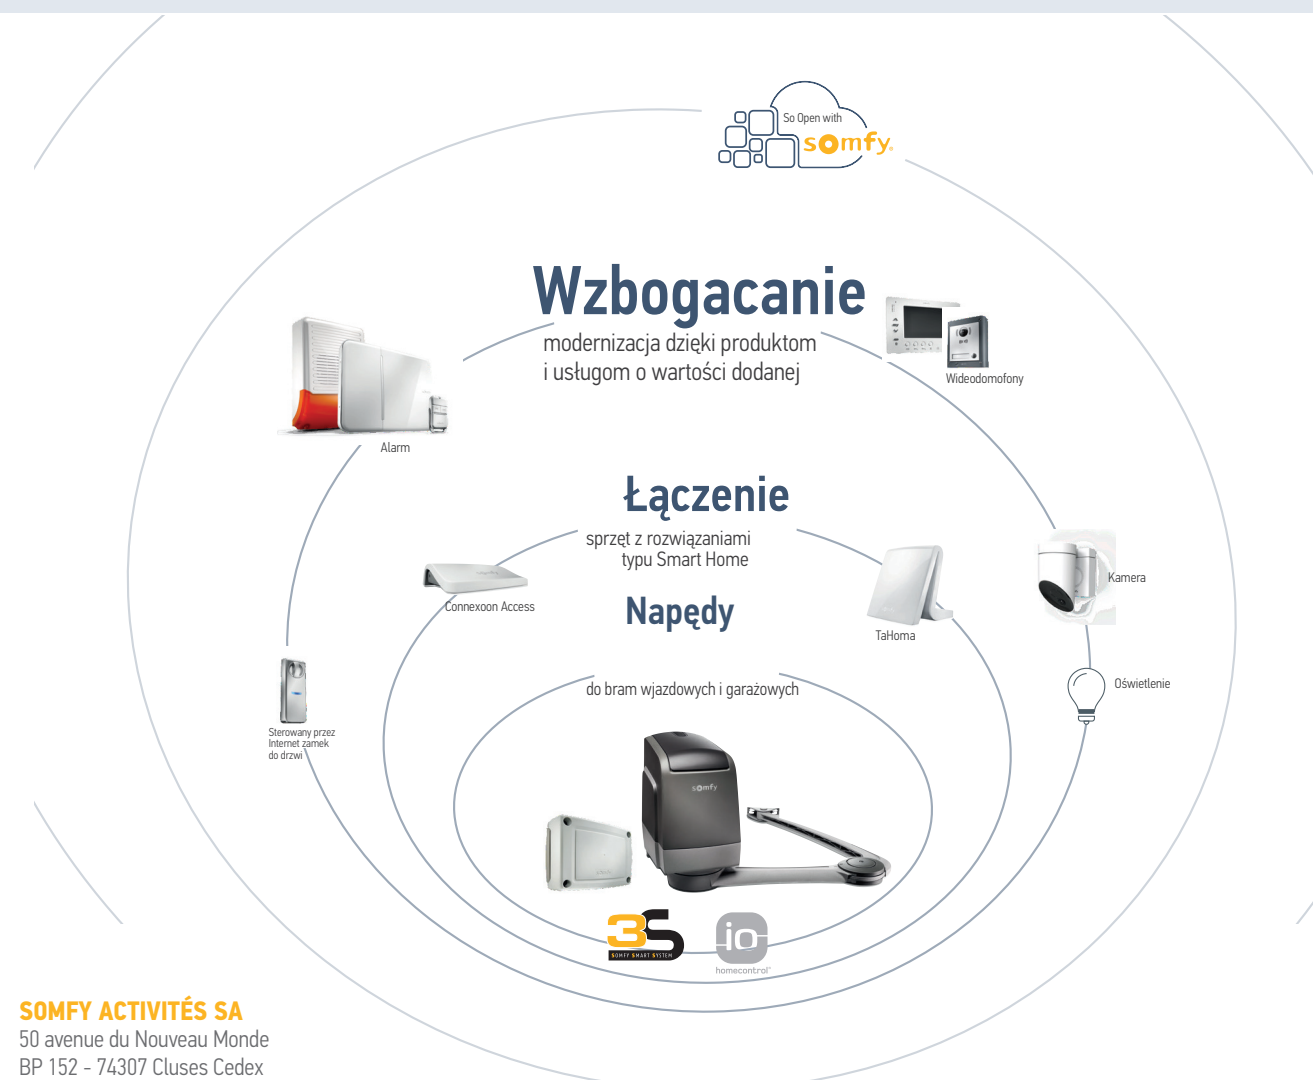 So Open with
somfy®
Wzbogacanie
modernizacja dzięki produktom
i usługom o wartości dodanej
Wideodomofony
Alarm
Łączenie
sprzęt z rozwiązaniami
typu Smart Home
Connexoon Access
TaHoma
Kamera
Napędy
do bram wjazdowych i garażowych
Oświetlenie
Sterowany przez
Internet zamek
do drzwi
somfy
3S
SOMFY SMART SYSTEM
io
homecontrol®
SOMFY ACTIVITÉS SA
50 avenue du Nouveau Monde
BP 152 - 74307 Cluses Cedex